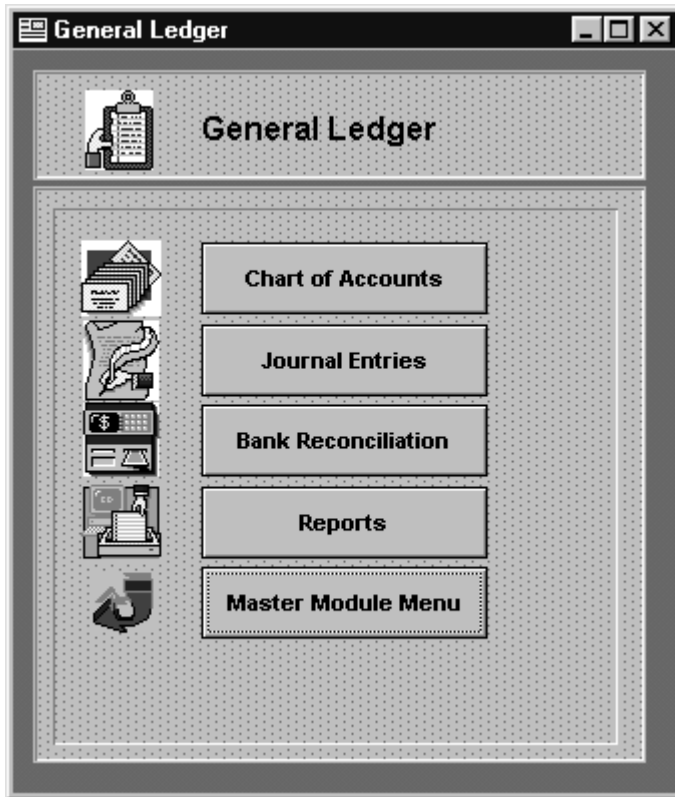 General Ledger
General Ledger
Chart of Accounts
Journal Entries
Bank Reconciliation
Reports
Master Module Menu